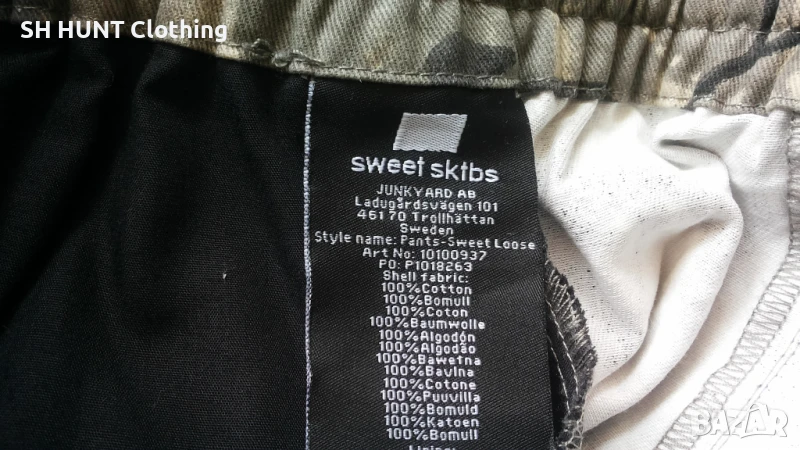 SH HUNT Clothing
sweet sktbs
JUNKYARD AB
Ladugårdsvägen 101
461 70 Trollhättan
Sweden
Style name: Pants-Sweet Loose
Art No: 10100937
PO: P1018263
Shell fabric:
100%Cotton
100%Bomull
100%Coton
100%Baumwolle
100%Algodón
100%Algodão
100%Bawełna
100%Bavlna
100%Cotone
100%Puuvilla
100%Bomuld
100%Katoen
100%Bomull
Lining:
BAZAR